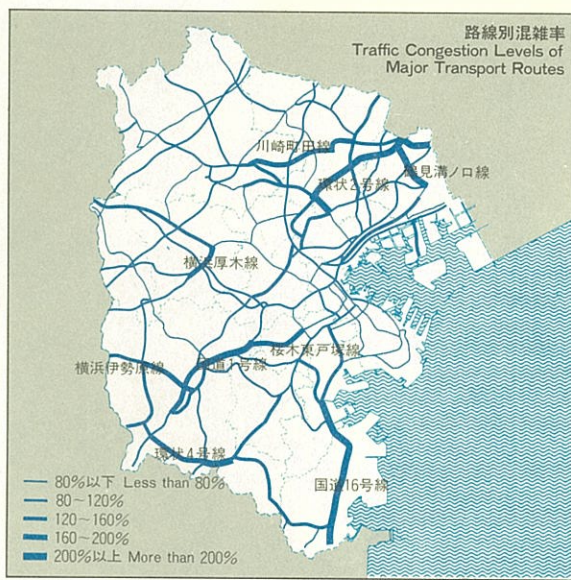 路線別混雑率
Traffic Congestion Levels of
Major Transport Routes
川崎町田線
環状2号線
鶴見溝ノ口線
横浜厚木線
桜木東戸塚線
横浜伊勢原線
国道1号線
環状4号線
国道16号線
80%以下 Less than 80%
80~120%
120~160%
160~200%
200%以上 More than 200%